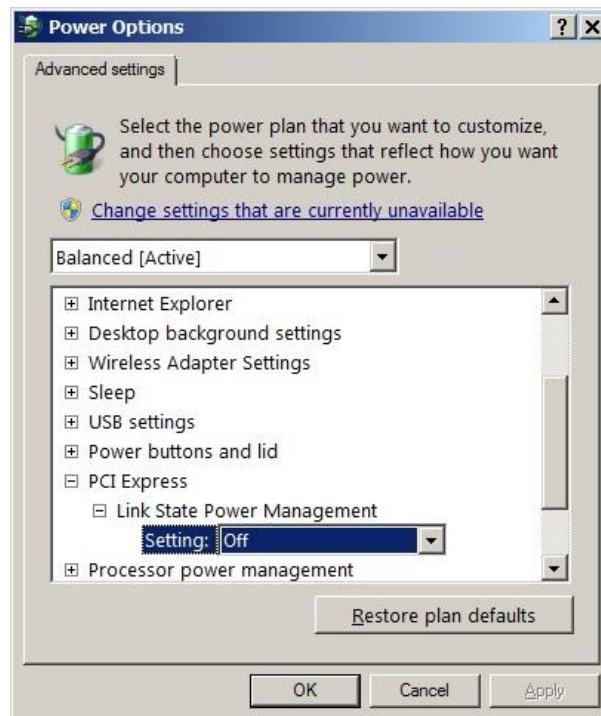 Power Options
Advanced settings
Select the power plan that you want to customize,
and then choose settings that reflect how you want
your computer to manage power.
Change settings that are currently unavailable
Balanced [Active]
Internet Explorer
Desktop background settings
Wireless Adapter Settings
Sleep
USB settings
Power buttons and lid
PCI Express
Link State Power Management
Setting: Off
Processor power management
Restore plan defaults
OK Cancel Apply